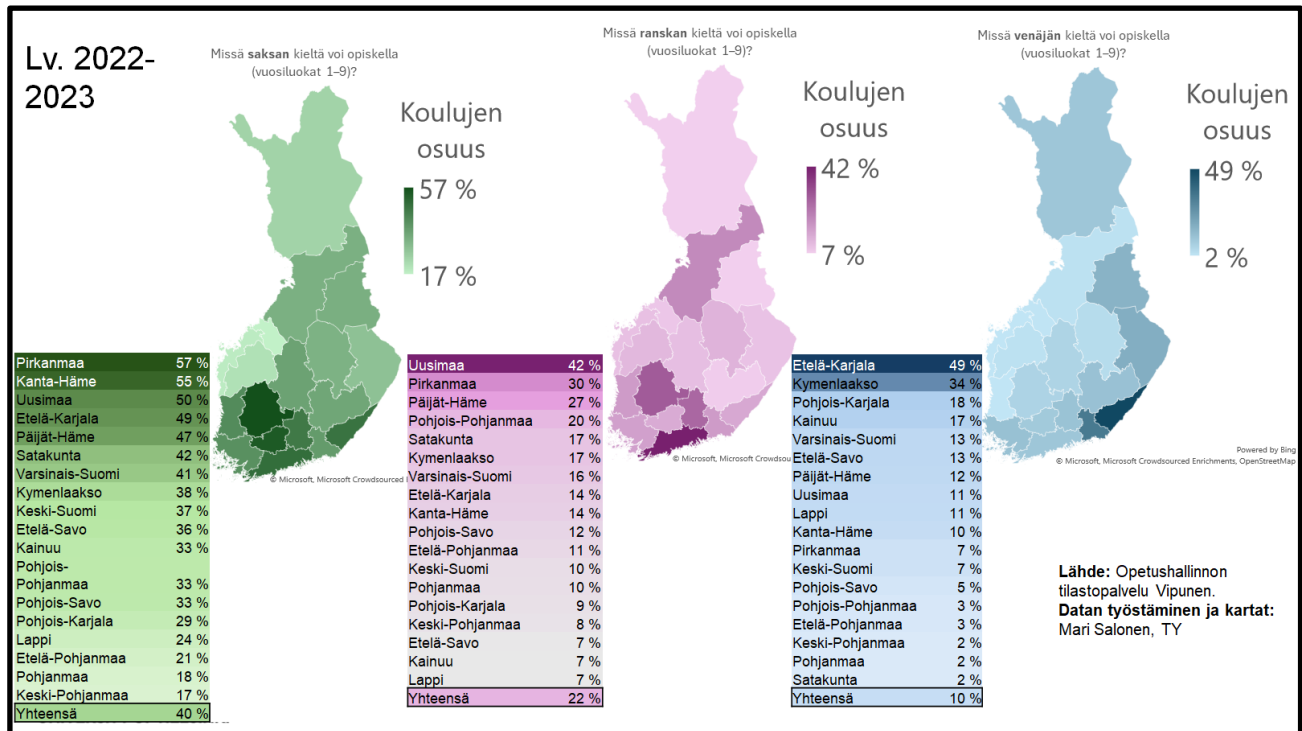 Lv. 2022-
2023
Missä saksan kieltä voi opiskella
(vuosiluokat 1–9)?
Koulujen
osuus
57 %
17 %
© Microsoft, Microsoft Crowdsourced
Pirkanmaa 57 %
Kanta-Häme 55 %
Uusimaa 50 %
Etelä-Karjala 49 %
Päijät-Häme 47 %
Satakunta 42 %
Varsinais-Suomi 41 %
Kymenlaakso 38 %
Keski-Suomi 37 %
Etelä-Savo 36 %
Kainuu 33 %
Pohjois-
Pohjanmaa 33 %
Pohjois-Savo 33 %
Pohjois-Karjala 29 %
Lappi 24 %
Etelä-Pohjanmaa 21 %
Pohjanmaa 18 %
Keski-Pohjanmaa 17 %
Yhteensä 40 %
Missä ranskan kieltä voi opiskella
(vuosiluokat 1–9)?
Koulujen
osuus
42 %
7 %
© Microsoft, Microsoft Crowdsou
Uusimaa 42 %
Pirkanmaa 30 %
Päijät-Häme 27 %
Pohjois-Pohjanmaa 20 %
Satakunta 17 %
Kymenlaakso 17 %
Varsinais-Suomi 16 %
Etelä-Karjala 14 %
Kanta-Häme 14 %
Pohjois-Savo 12 %
Etelä-Pohjanmaa 11 %
Keski-Suomi 10 %
Pohjanmaa 10 %
Pohjois-Karjala 9 %
Keski-Pohjanmaa 8 %
Etelä-Savo 7 %
Kainuu 7 %
Lappi 7 %
Yhteensä 22 %
Missä venäjän kieltä voi opiskella
(vuosiluokat 1–9)?
Koulujen
osuus
49 %
2 %
Powered by Bing
© Microsoft, Microsoft Crowdsourced Enrichments, OpenStreetMap
Etelä-Karjala 49 %
Kymenlaakso 34 %
Pohjois-Karjala 18 %
Kainuu 17 %
Varsinais-Suomi 13 %
Etelä-Savo 13 %
Päijät-Häme 12 %
Uusimaa 11 %
Lappi 11 %
Kanta-Häme 10 %
Pirkanmaa 7 %
Keski-Suomi 7 %
Pohjois-Savo 5 %
Pohjois-Pohjanmaa 3 %
Etelä-Pohjanmaa 3 %
Keski-Pohjanmaa 2 %
Pohjanmaa 2 %
Satakunta 2 %
Yhteensä 10 %
Lähde: Opetushallinnon
tilastopalvelu Vipunen.
Datan työstäminen ja kartat:
Mari Salonen, TY